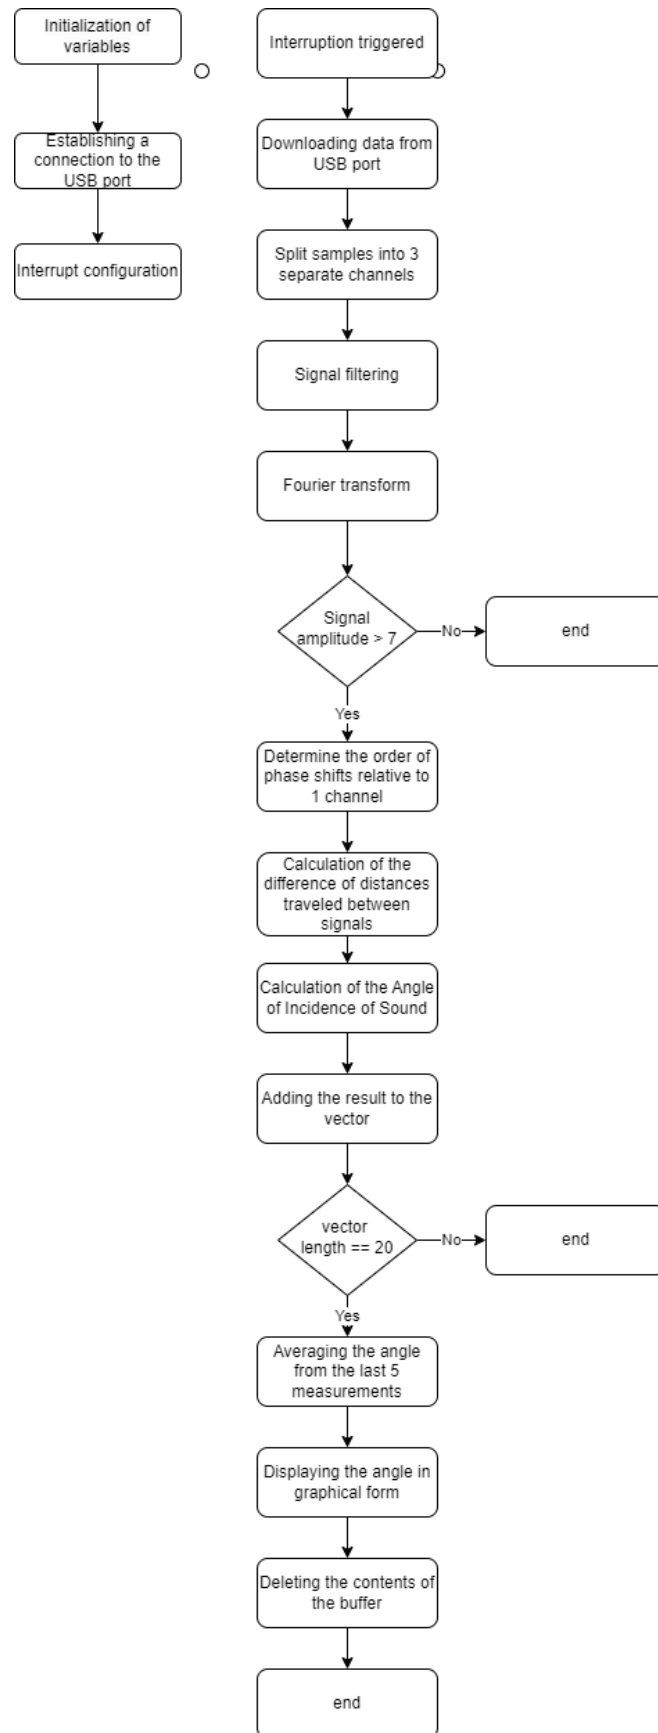 Initialization of
variables
Establishing a
connection to the
USB port
Interrupt configuration
Interruption triggered
Downloading data from
USB port
Split samples into 3
separate channels
Signal filtering
Fourier transform
Signal
amplitude > 7
No
end
Yes
Determine the order of
phase shifts relative to
1 channel
Calculation of the
difference of distances
traveled between
signals
Calculation of the Angle
of Incidence of Sound
Adding the result to the
vector
vector
length == 20
No
end
Yes
Averaging the angle
from the last 5
measurements
Displaying the angle in
graphical form
Deleting the contents of
the buffer
end